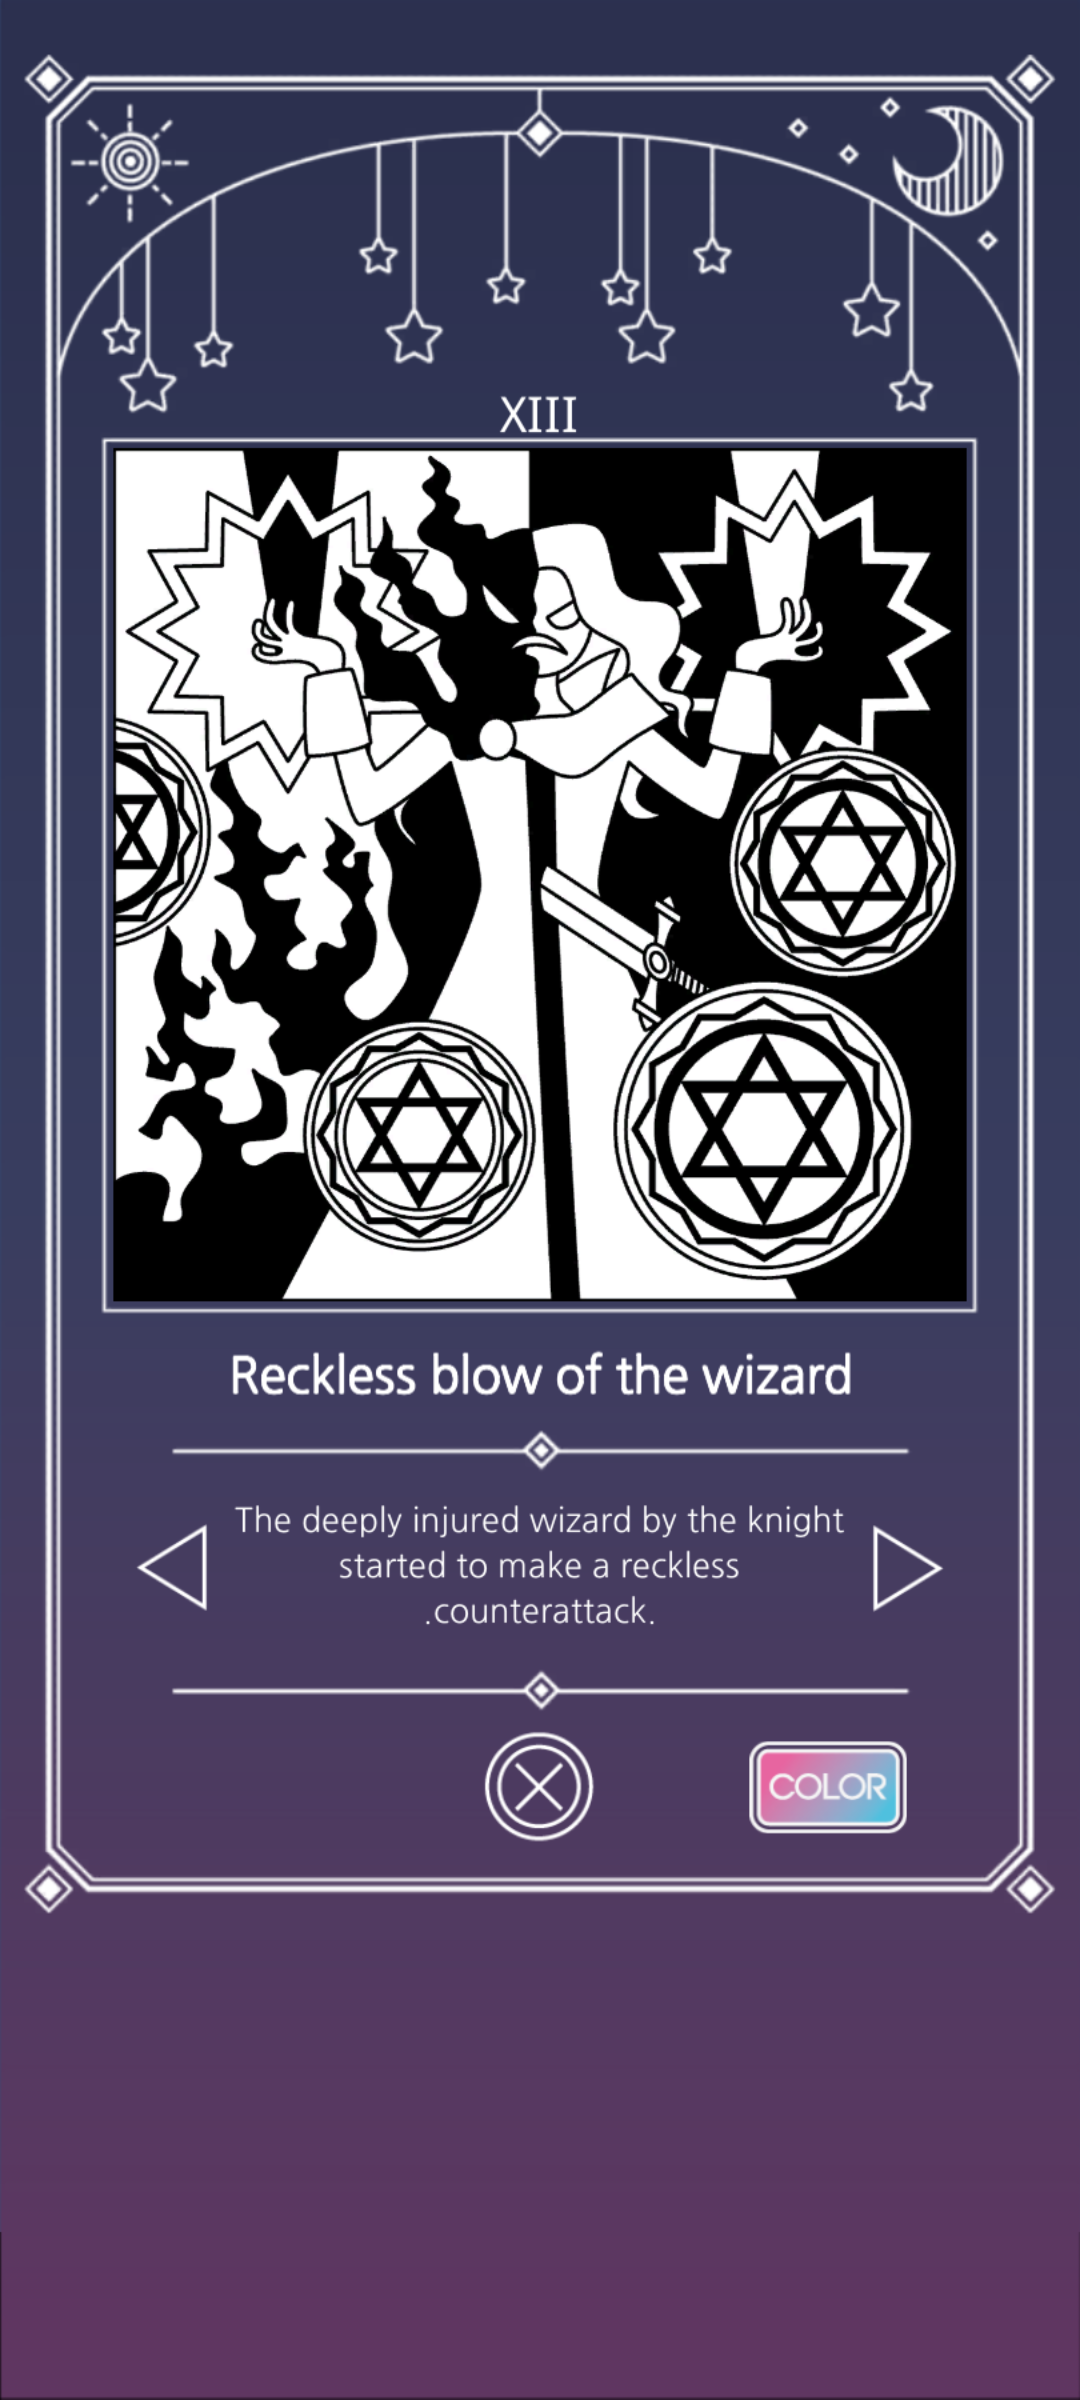 XIII
Reckless blow of the wizard
The deeply injured wizard by the knight
started to make a reckless
.counterattack.
COLOR